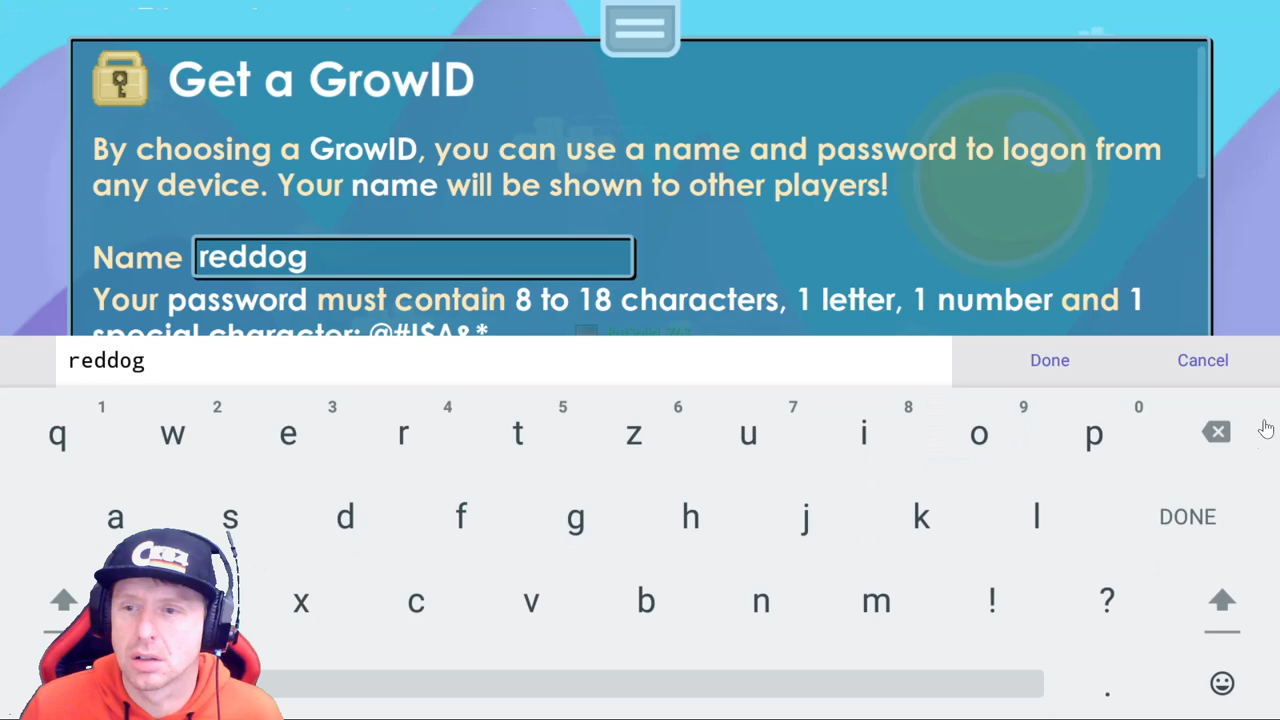 Get a GrowID
By choosing a GrowID, you can use a name and password to logon from
any device. Your name will be shown to other players!
Name reddog
Your password must contain 8 to 18 characters, 1 letter, 1 number and 1
special character: @#!$^&*
reddog Done Cancel
1 2 3 4 5 6 7 8 9 0
q w e r t z u i o p
a s d f g h j k l DONE
x c v b n m ! ?
.